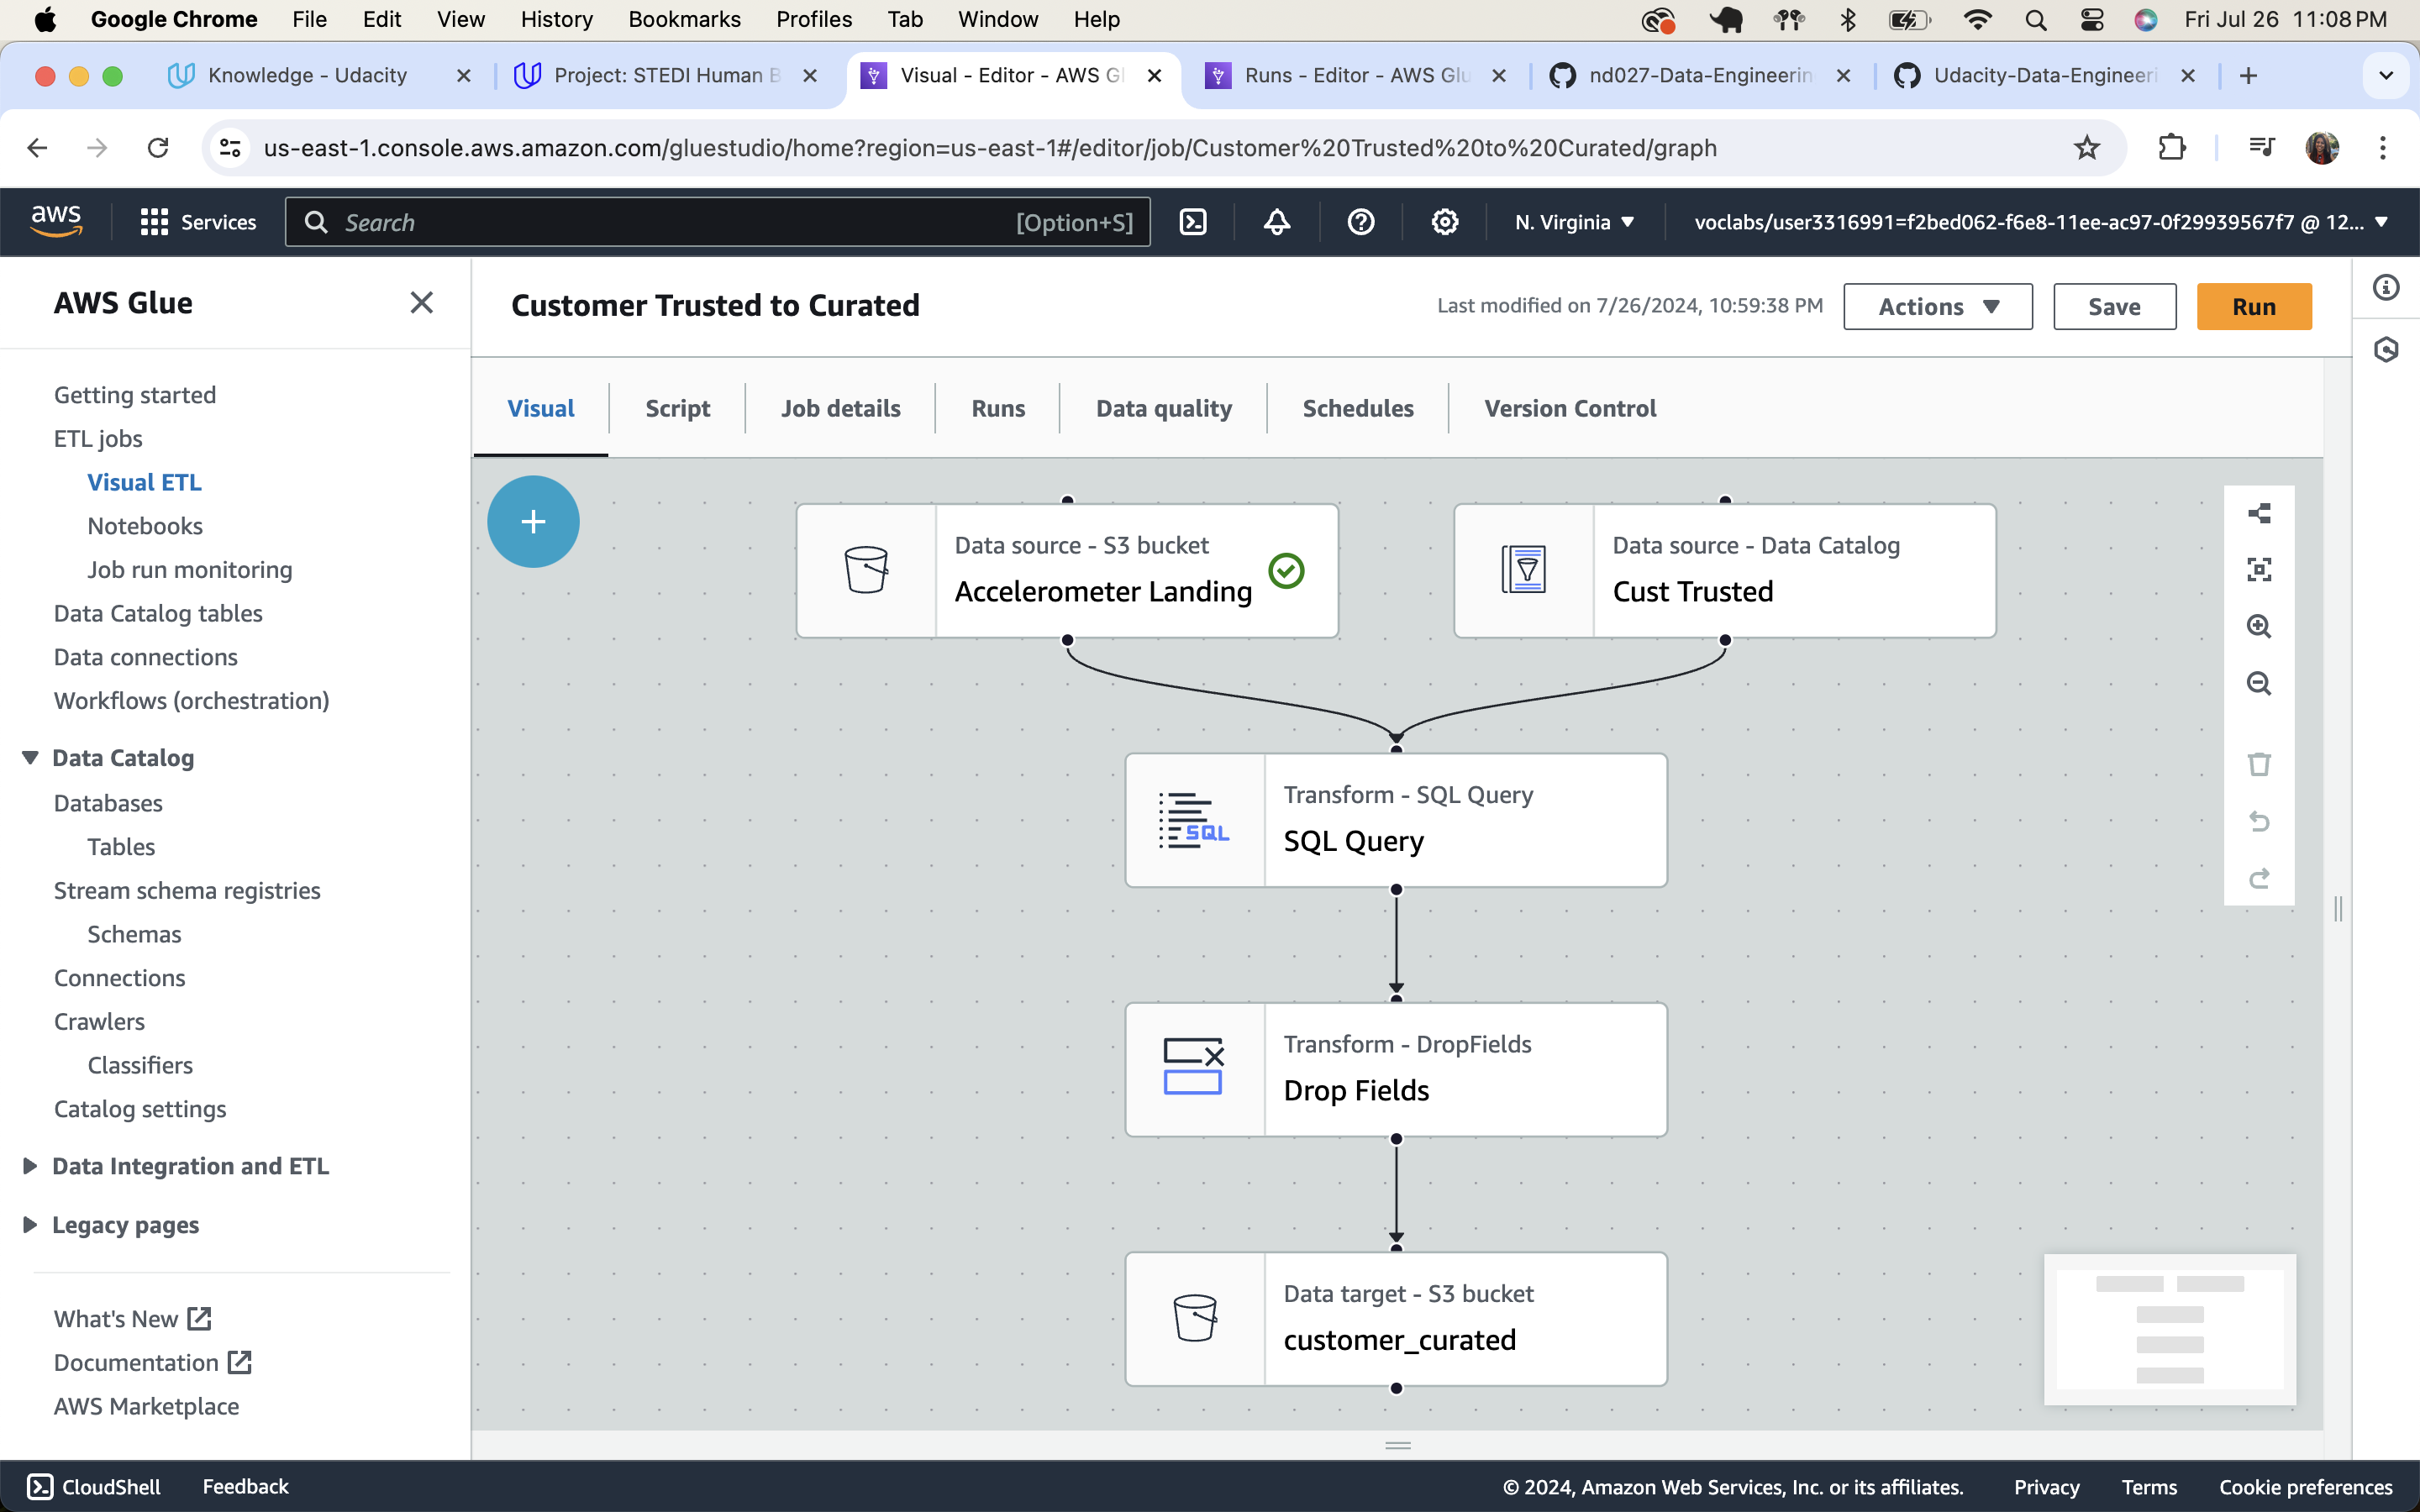 Google Chrome File Edit View History Bookmarks Profiles Tab Window Help Fri Jul 26 11:08 PM
Knowledge - Udacity Project: STEDI Human B Visual - Editor - AWS Gl Runs - Editor - AWS Glu nd027-Data-Engineerin Udacity-Data-Engineeri
us-east-1.console.aws.amazon.com/gluestudio/home?region=us-east-1#/editor/job/Customer%20Trusted%20to%20Curated/graph
aws Services Search [Option+S] N. Virginia voclabs/user3316991=f2bed062-f6e8-11ee-ac97-0f29939567f7 @ 12...
AWS Glue
Getting started
ETL jobs
Visual ETL
Notebooks
Job run monitoring
Data Catalog tables
Data connections
Workflows (orchestration)
Data Catalog
Databases
Tables
Stream schema registries
Schemas
Connections
Crawlers
Classifiers
Catalog settings
Data Integration and ETL
Legacy pages
What's New
Documentation
AWS Marketplace
Customer Trusted to Curated Last modified on 7/26/2024, 10:59:38 PM Actions Save Run
Visual Script Job details Runs Data quality Schedules Version Control
Data source - S3 bucket
Accelerometer Landing
Data source - Data Catalog
Cust Trusted
Transform - SQL Query
SQL
SQL Query
Transform - DropFields
Drop Fields
Data target - S3 bucket
customer_curated
CloudShell Feedback © 2024, Amazon Web Services, Inc. or its affiliates. Privacy Terms Cookie preferences